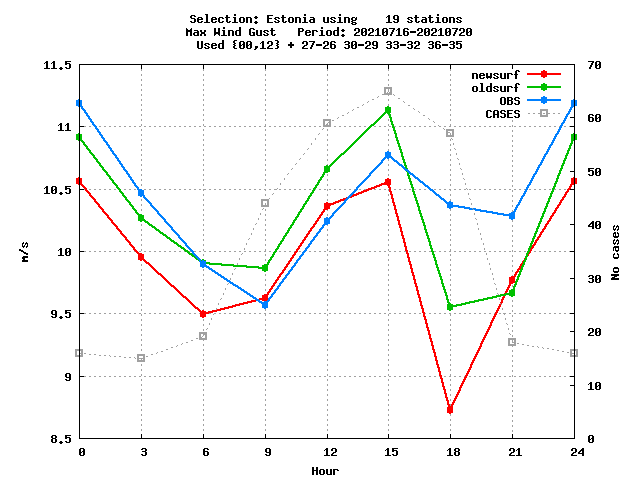 Selection: Estonia using    19 stations
Max Wind Gust   Period: 20210716-20210720
Used {00,12} + 27-26 30-29 33-32 36-35
11.5
11
10.5
10
9.5
9
8.5
m/s
newsurf
oldsurf
OBS
CASES
70
60
50
40
30
20
10
0
No cases
0 3 6 9 12 15 18 21 24
Hour